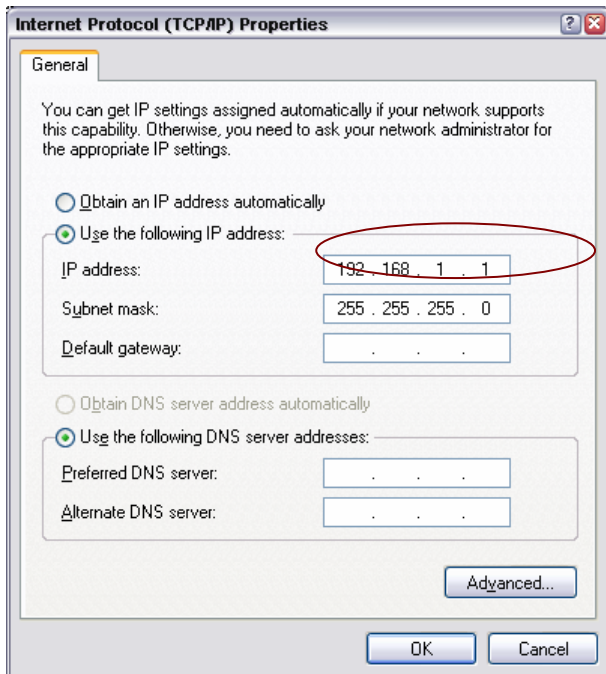 Internet Protocol (TCP/IP) Properties
General
You can get IP settings assigned automatically if your network supports
this capability. Otherwise, you need to ask your network administrator for
the appropriate IP settings.
Obtain an IP address automatically
Use the following IP address:
IP address: 192 . 168 . 1 . 1
Subnet mask: 255 . 255 . 255 . 0
Default gateway: . . .
Obtain DNS server address automatically
Use the following DNS server addresses:
Preferred DNS server: . . .
Alternate DNS server: . . .
Advanced...
OK Cancel